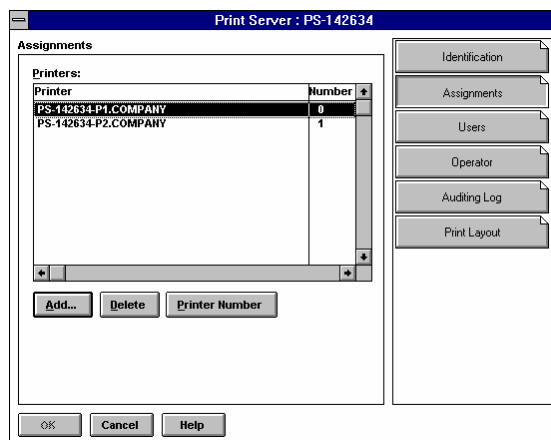 Print Server : PS-142634
Assignments
Printers:
Printer Number
PS-142634-P1.COMPANY 0
PS-142634-P2.COMPANY 1
Add... Delete Printer Number
OK Cancel Help
Identification
Assignments
Users
Operator
Auditing Log
Print Layout